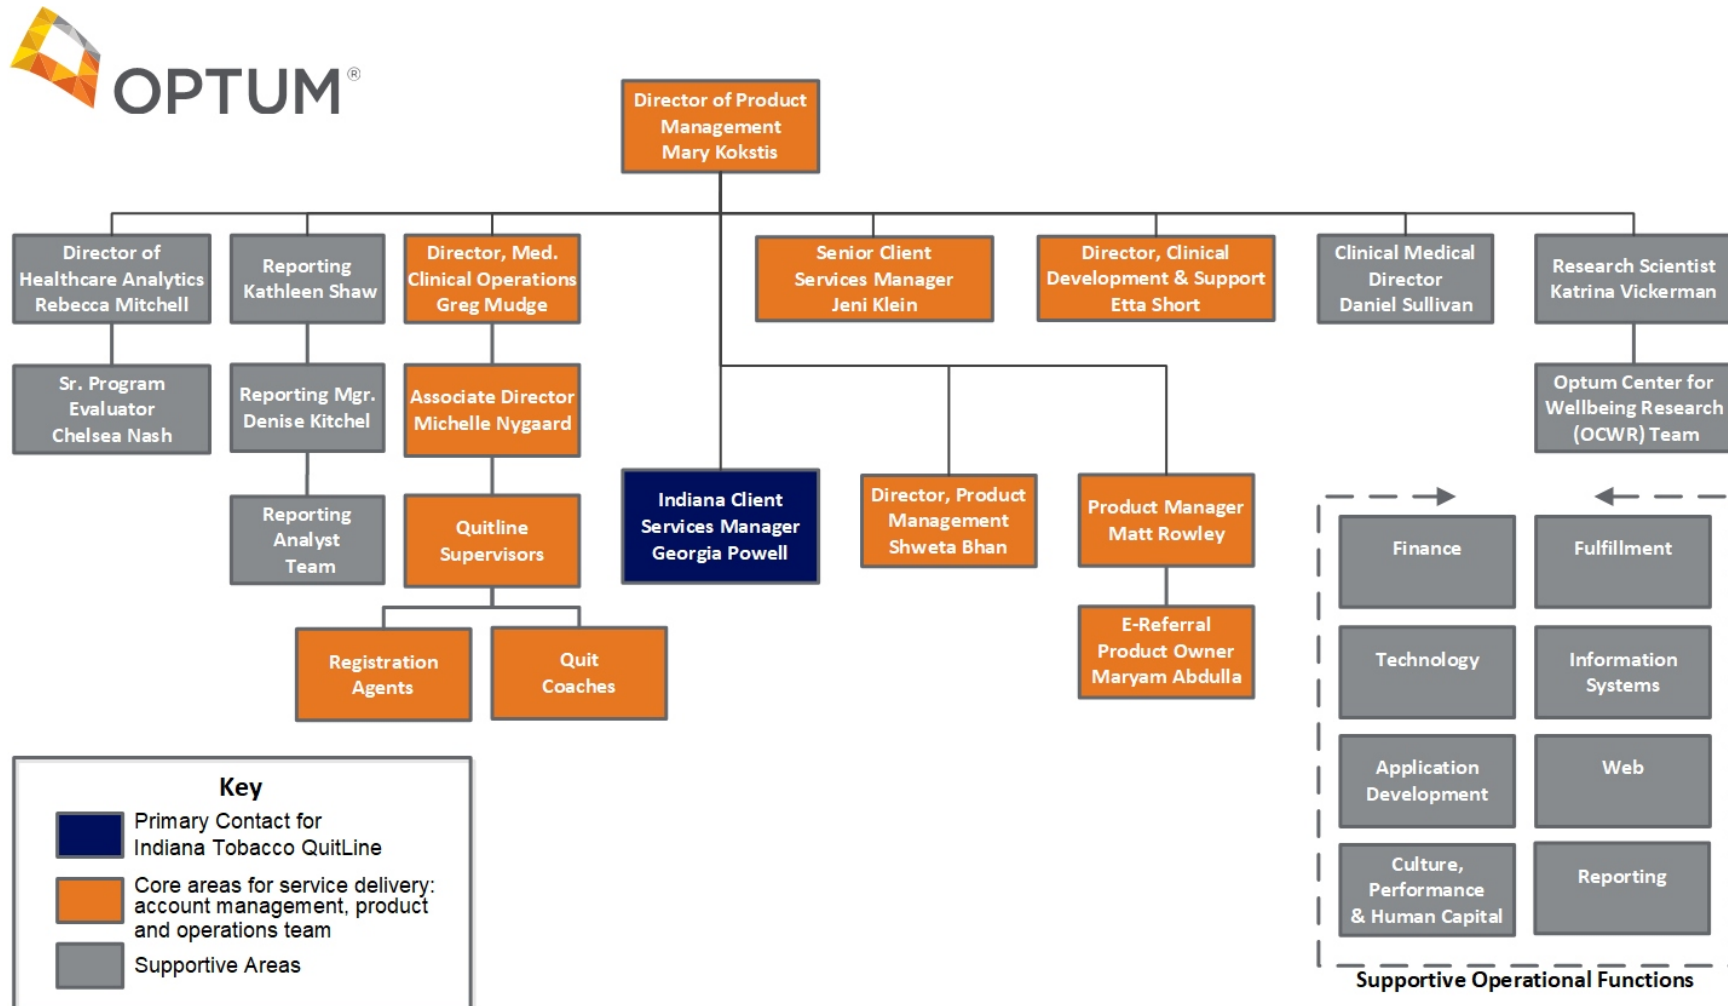 OPTUM®
Director of Product
Management
Mary Kokstis
Director of
Healthcare Analytics
Rebecca Mitchell
Reporting
Kathleen Shaw
Director, Med.
Clinical Operations
Greg Mudge
Senior Client
Services Manager
Jeni Klein
Director, Clinical
Development & Support
Etta Short
Clinical Medical
Director
Daniel Sullivan
Research Scientist
Katrina Vickerman
Sr. Program
Evaluator
Chelsea Nash
Reporting Mgr.
Denise Kitchel
Associate Director
Michelle Nygaard
Optum Center for
Wellbeing Research
(OCWR) Team
Reporting
Analyst
Team
Quitline
Supervisors
Indiana Client
Services Manager
Georgia Powell
Director, Product
Management
Shweta Bhan
Product Manager
Matt Rowley
Registration
Agents
Quit
Coaches
E-Referral
Product Owner
Maryam Abdulla
Finance
Fulfillment
Technology
Information
Systems
Application
Development
Web
Culture,
Performance
& Human Capital
Reporting
Supportive Operational Functions
Key
Primary Contact for
Indiana Tobacco QuitLine
Core areas for service delivery:
account management, product
and operations team
Supportive Areas